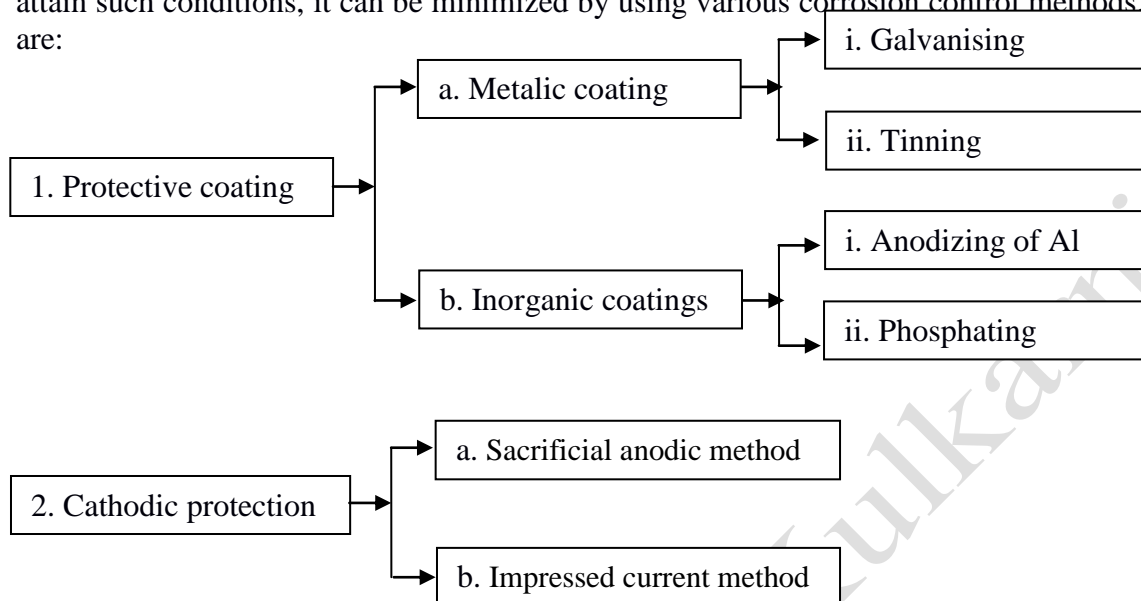 attain such conditions, it can be minimized by using various corrosion control methods.
are:
i. Galvanising
a. Metalic coating
ii. Tinning
1. Protective coating
i. Anodizing of Al
b. Inorganic coatings
ii. Phosphating
a. Sacrificial anodic method
2. Cathodic protection
b. Impressed current method
Kulkarni